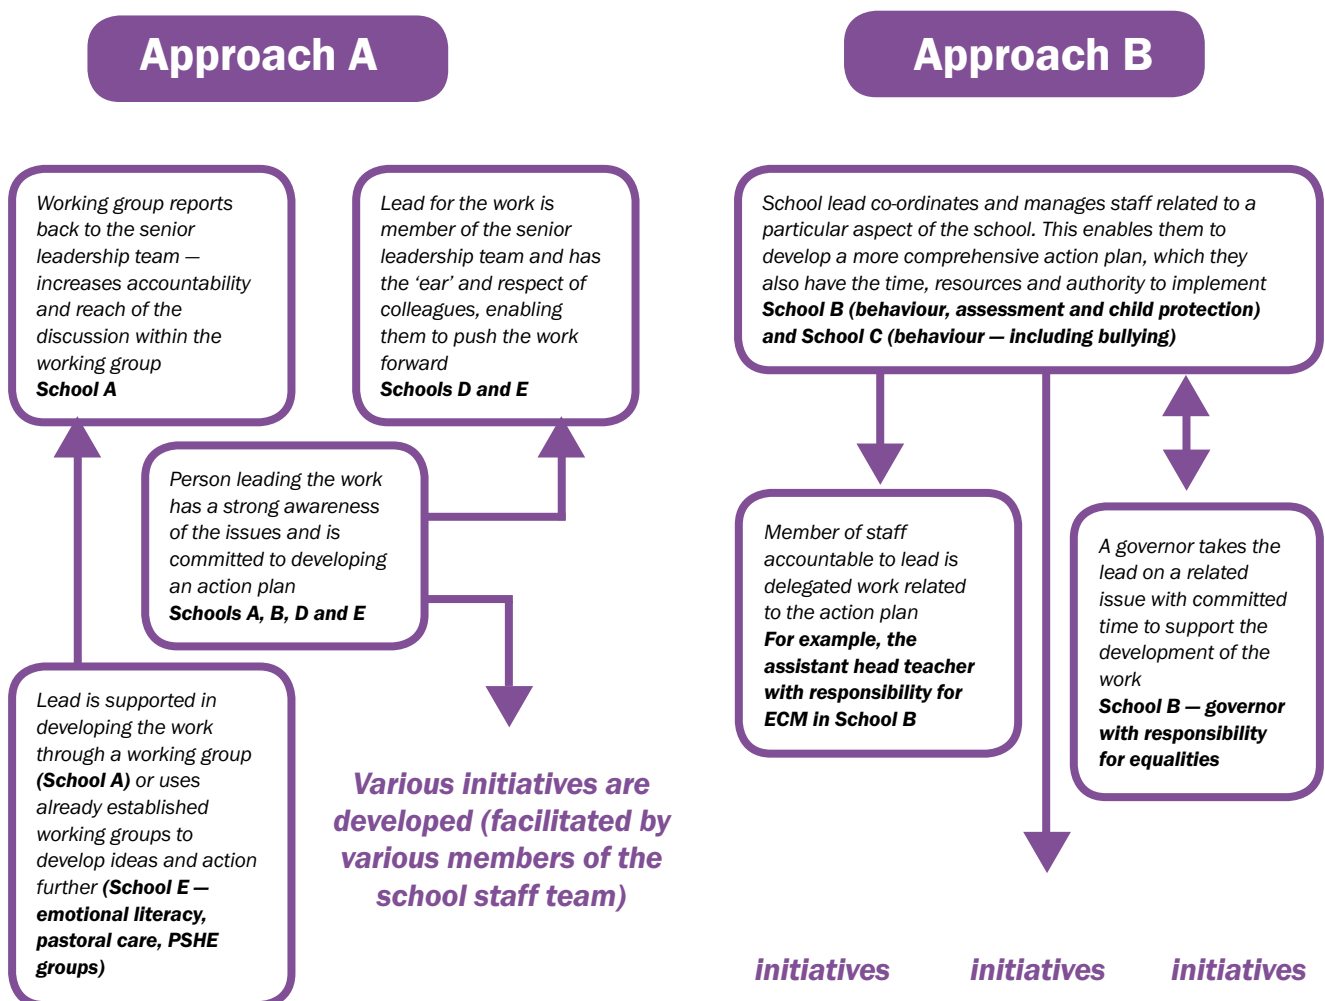 Approach A
Working group reports
back to the senior
leadership team —
increases accountability
and reach of the
discussion within the
working group
School A
Lead for the work is
member of the senior
leadership team and has
the ‘ear’ and respect of
colleagues, enabling
them to push the work
forward
Schools D and E
Person leading the work
has a strong awareness
of the issues and is
committed to developing
an action plan
Schools A, B, D and E
Lead is supported in
developing the work
through a working group
(School A) or uses
already established
working groups to
develop ideas and action
further (School E —
emotional literacy,
pastoral care, PSHE
groups)
Various initiatives are
developed (facilitated by
various members of the
school staff team)
Approach B
School lead co-ordinates and manages staff related to a
particular aspect of the school. This enables them to
develop a more comprehensive action plan, which they
also have the time, resources and authority to implement
School B (behaviour, assessment and child protection)
and School C (behaviour — including bullying)
Member of staff
accountable to lead is
delegated work related
to the action plan
For example, the
assistant head teacher
with responsibility for
ECM in School B
A governor takes the
lead on a related
issue with committed
time to support the
development of the
work
School B — governor
with responsibility
for equalities
initiatives initiatives initiatives